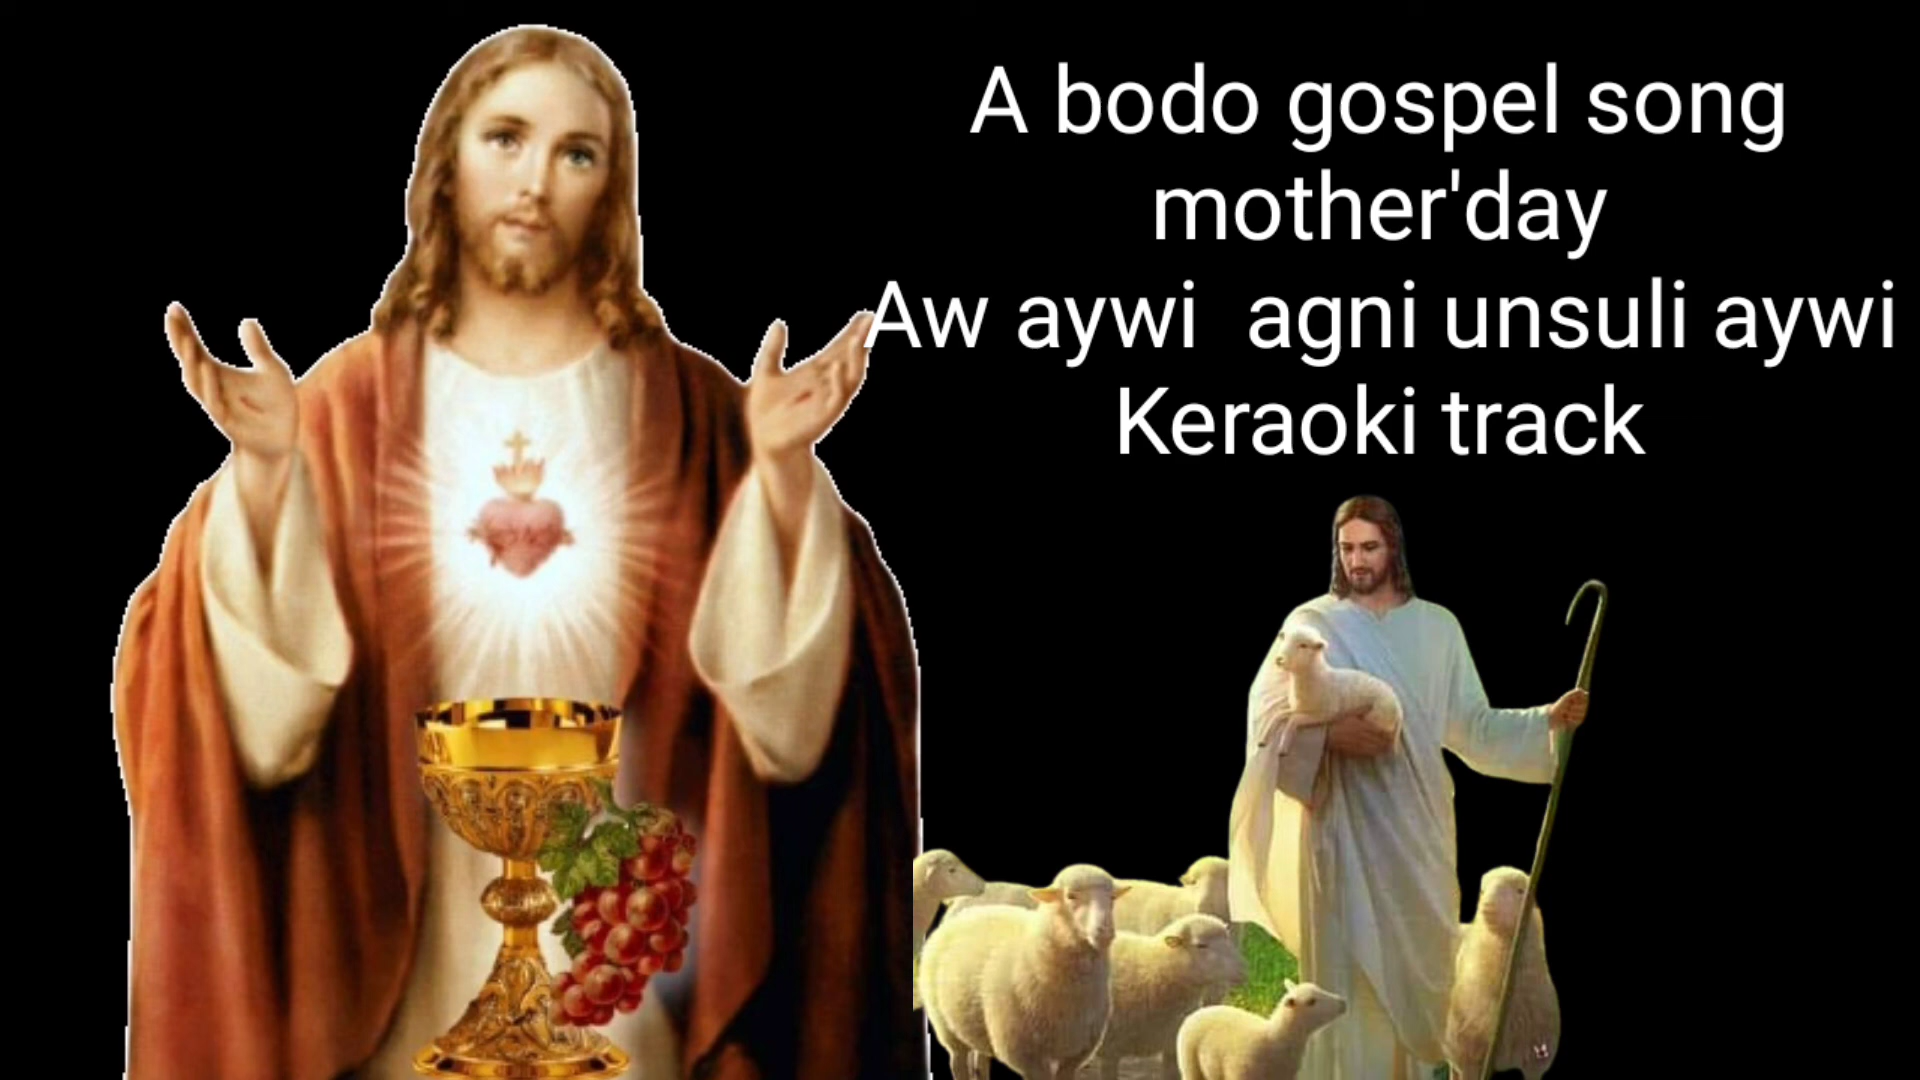 A bodo gospel song
mother'day
Aw aywi  agni unsuli aywi
Keraoki track